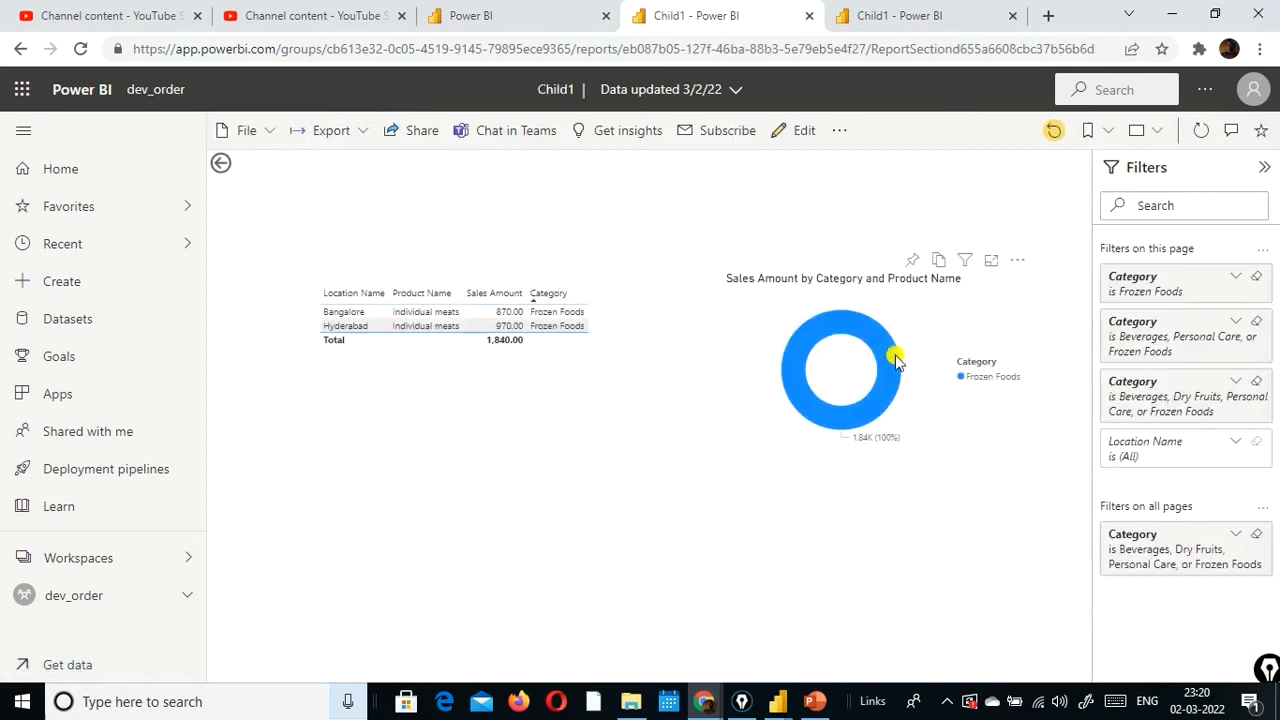 Channel content - YouTube S
Channel content - YouTube S
Power BI
Child1 - Power BI
Child1 - Power BI
https://app.powerbi.com/groups/cb613e32-0c05-4519-9145-79895ece9365/reports/eb087b05-127f-46ba-88b3-5e79eb5e4f27/ReportSectiond655a6608cbc37b56b6d
Power BI
dev_order
Child1
Data updated 3/2/22
Search
File
Export
Share
Chat in Teams
Get insights
Subscribe
Edit
Home
Favorites
Recent
Create
Datasets
Goals
Apps
Shared with me
Deployment pipelines
Learn
Workspaces
dev_order
Get data
Location Name Product Name Sales Amount Category
Bangalore Individual meats 870.00 Frozen Foods
Hyderabad Individual meats 970.00 Frozen Foods
Total 1,840.00
Sales Amount by Category and Product Name
1.84K (100%)
Category
Frozen Foods
Filters
Search
Filters on this page
Category
is Frozen Foods
Category
is Beverages, Personal Care, or
Frozen Foods
Category
is Beverages, Dry Fruits, Personal
Care, or Frozen Foods
Location Name
is (All)
Filters on all pages
Category
is Beverages, Dry Fruits,
Personal Care, or Frozen Foods
Type here to search
Links
ENG
23:20
02-03-2022